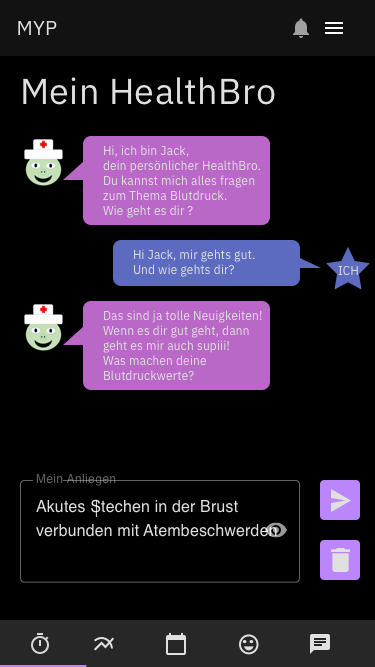 MYP
Mein HealthBro
Hi, ich bin Jack,
dein persönlicher HealthBro.
Du kannst mich alles fragen
zum Thema Blutdruck.
Wie geht es dir ?
Hi Jack, mir gehts gut.
Und wie gehts dir?
ICH
Das sind ja tolle Neuigkeiten!
Wenn es dir gut geht, dann
geht es mir auch supiii!
Was machen deine
Blutdruckwerte?
Mein Anliegen
Akutes Stechen in der Brust
verbunden mit Atembeschwerden